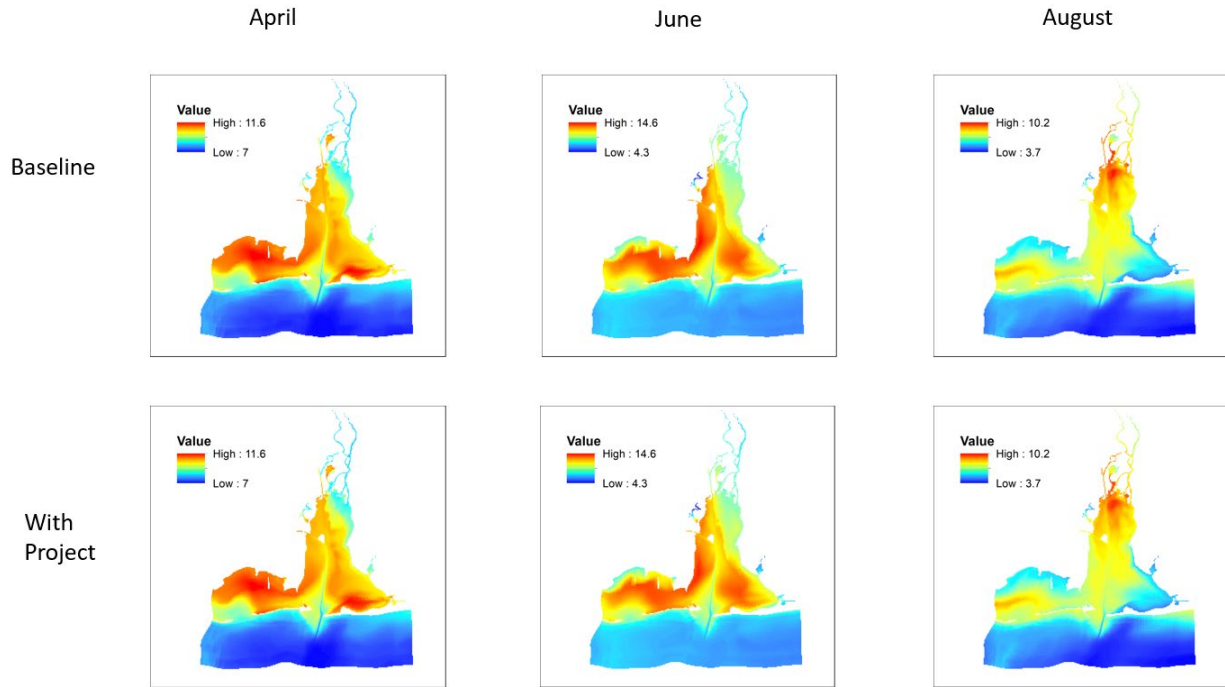 April
June
August
Baseline
Value
High : 11.6
Low : 7
Value
High : 14.6
Low : 4.3
Value
High : 10.2
Low : 3.7
With
Project
Value
High : 11.6
Low : 7
Value
High : 14.6
Low : 4.3
Value
High : 10.2
Low : 3.7